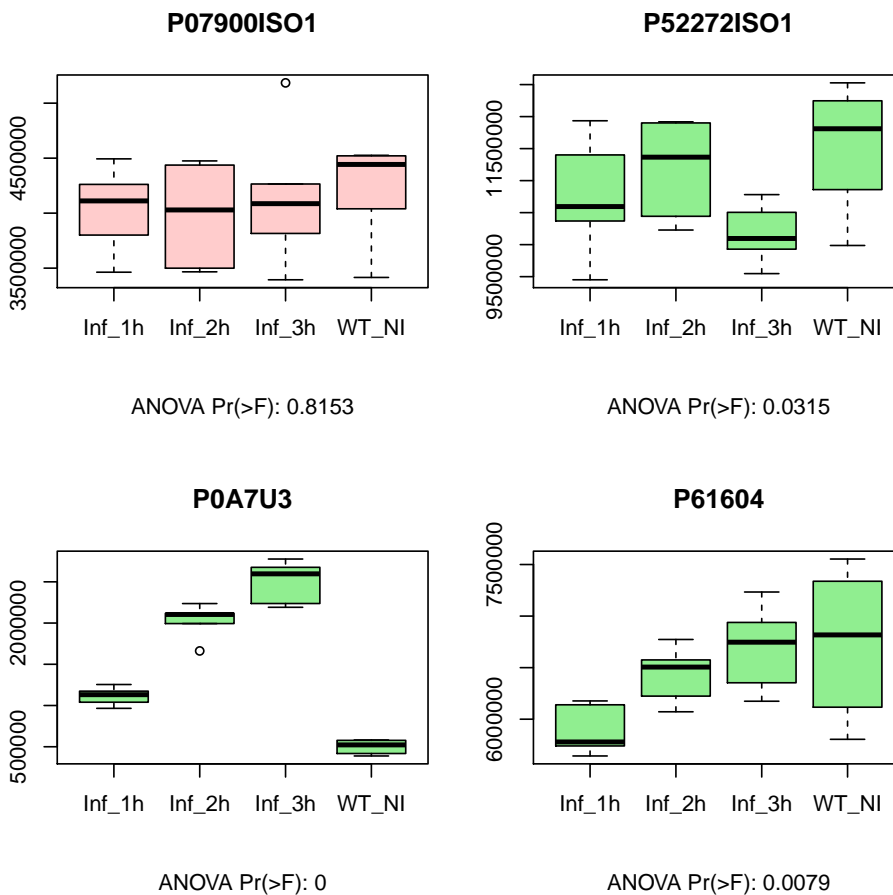 P07900ISO1
P52272ISO1
4500000
3500000
11500000
9500000
Inf_1h Inf_2h Inf_3h WT_NI
Inf_1h Inf_2h Inf_3h WT_NI
ANOVA Pr(>F): 0.8153
ANOVA Pr(>F): 0.0315
P0A7U3
P61604
2000000
500000
7500000
6000000
Inf_1h Inf_2h Inf_3h WT_NI
Inf_1h Inf_2h Inf_3h WT_NI
ANOVA Pr(>F): 0
ANOVA Pr(>F): 0.0079